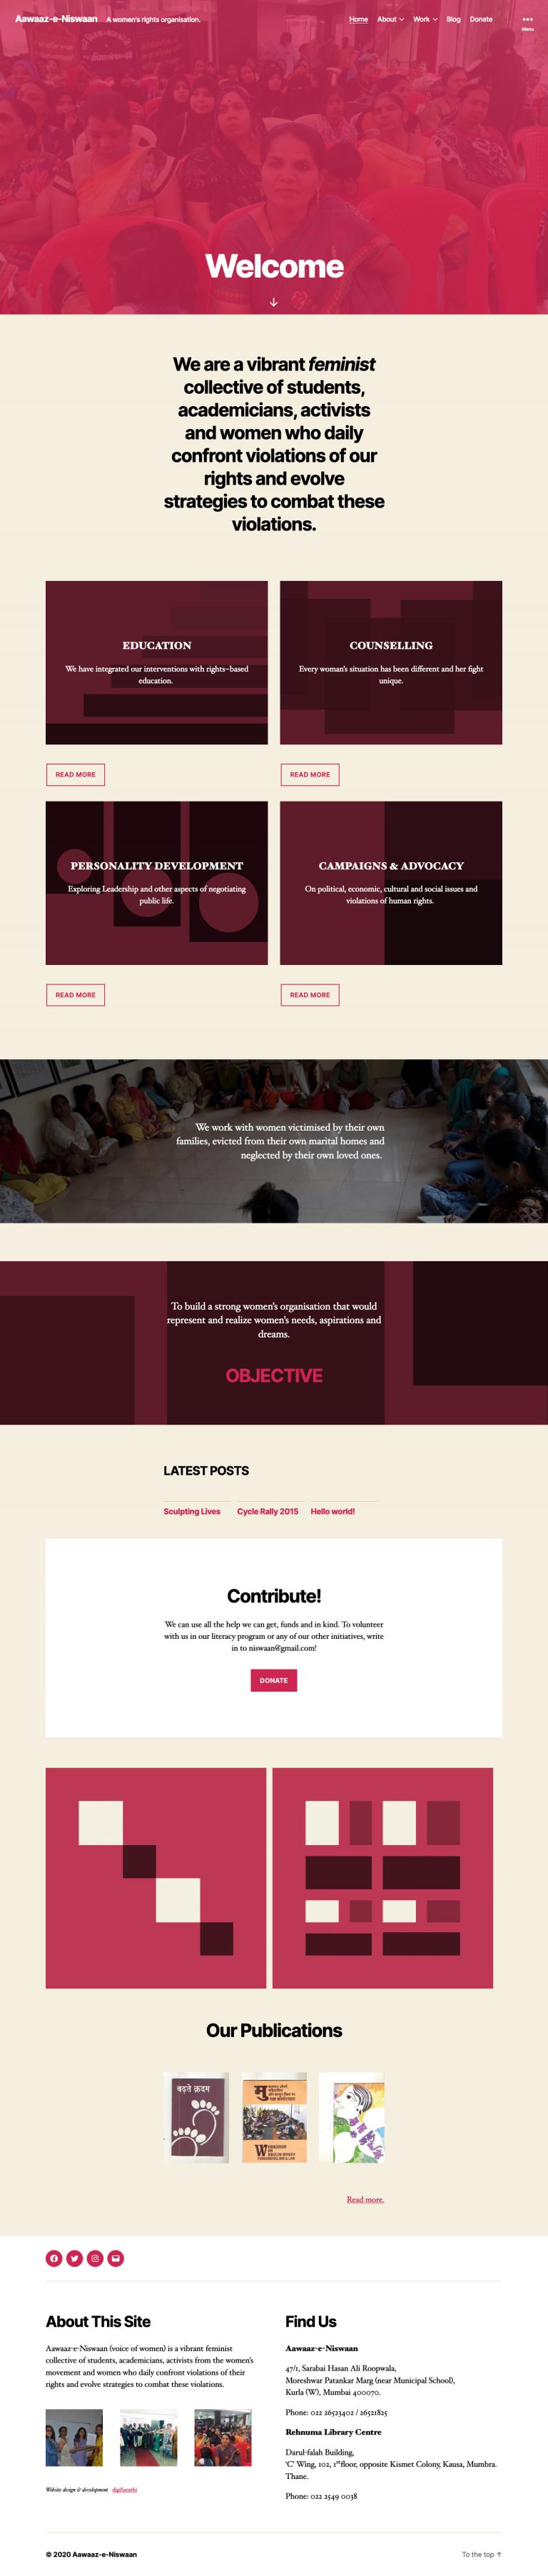 Aawaaz-e-Niswaan A women's rights organisation. Home About Work Blog Donate
Menu
Welcome
We are a vibrant feminist
collective of students,
academicians, activists
and women who daily
confront violations of our
rights and evolve
strategies to combat these
violations.
EDUCATION
We have integrated our interventions with rights–based
education.
READ MORE
COUNSELLING
Every woman's situation has been different and her fight
unique.
READ MORE
PERSONALITY DEVELOPMENT
Exploring Leadership and other aspects of negotiating
public life.
READ MORE
CAMPAIGNS & ADVOCACY
On political, economic, cultural and social issues and
violations of human rights.
READ MORE
We work with women victimised by their own
families, evicted from their own marital homes and
neglected by their own loved ones.
To build a strong women's organisation that would
represent and realize women's needs, aspirations and
dreams.
OBJECTIVE
LATEST POSTS
Sculpting Lives Cycle Rally 2015 Hello world!
Contribute!
We can use all the help we can get, funds and in kind. To volunteer
with us in our literacy program or any of our other initiatives, write
in to niswaan@gmail.com!
DONATE
Our Publications
बढ़ते क़दम
मु
WORKSHOP
Read more.
About This Site
Aawaaz-e-Niswaan (voice of women) is a vibrant feminist
collective of students, academicians, activists from the women's
movement and women who daily confront violations of their
rights and evolve strategies to combat these violations.
Website design & development
Find Us
Aawaaz-e-Niswaan
47/1, Sarabai Hasan Ali Roopwala,
Moreshwar Patankar Marg (near Municipal School),
Kurla (W), Mumbai 400070.
Phone: 022 26523402 / 26521825
Rehnuma Library Centre
Darul-falah Building,
'C' Wing, 102, 1st floor, opposite Kismet Colony, Kausa, Mumbra.
Thane.
Phone: 022 2549 0038
© 2020 Aawaaz-e-Niswaan To the top ↑